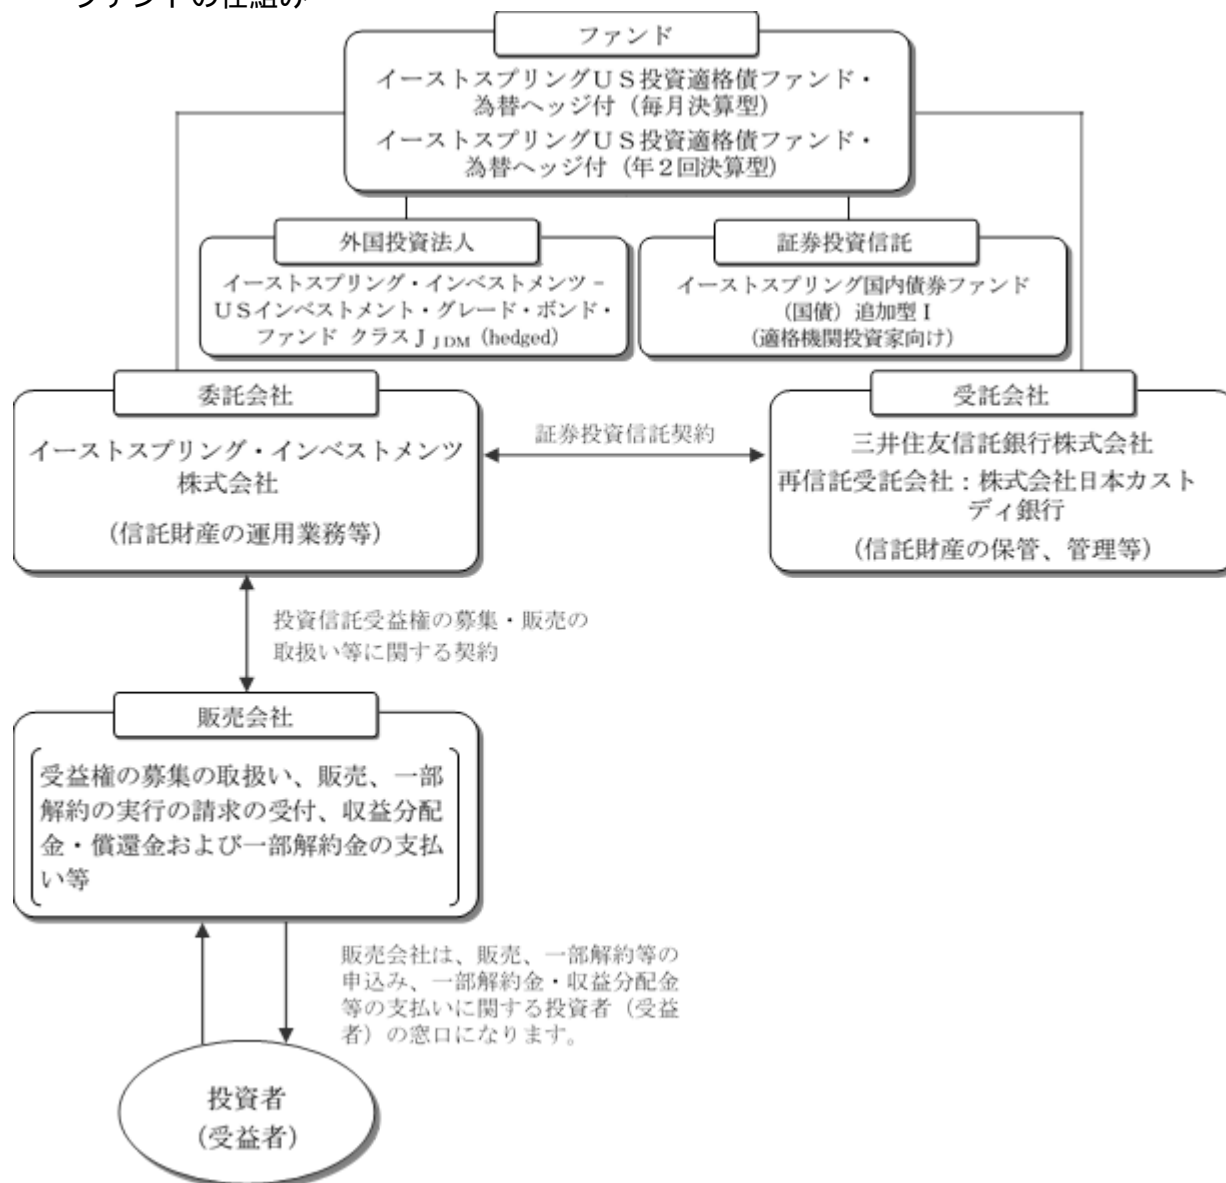 ファンドの仕組み
ファンド
イーストスプリングＵＳ投資適格債ファンド・
為替ヘッジ付（毎月決算型）
イーストスプリングＵＳ投資適格債ファンド・
為替ヘッジ付（年２回決算型）
外国投資法人
イーストスプリング・インベストメンツ－
ＵＳインベストメント・グレード・ボンド・
ファンド クラスＪ JDM（hedged）
証券投資信託
イーストスプリング国内債券ファンド
（国債）追加型Ⅰ
（適格機関投資家向け）
委託会社
イーストスプリング・インベストメンツ
株式会社
（信託財産の運用業務等）
証券投資信託契約
受託会社
三井住友信託銀行株式会社
再信託受託会社：株式会社日本カスト
ディ銀行
（信託財産の保管、管理等）
投資信託受益権の募集・販売の
取扱い等に関する契約
販売会社
受益権の募集の取扱い、販売、一部
解約の実行の請求の受付、収益分配
金・償還金および一部解約金の支払
い等
販売会社は、販売、一部解約等の
申込み、一部解約金・収益分配金
等の支払いに関する投資者（受益
者）の窓口になります。
投資者
（受益者）